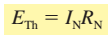 E_Th = I_N R_N